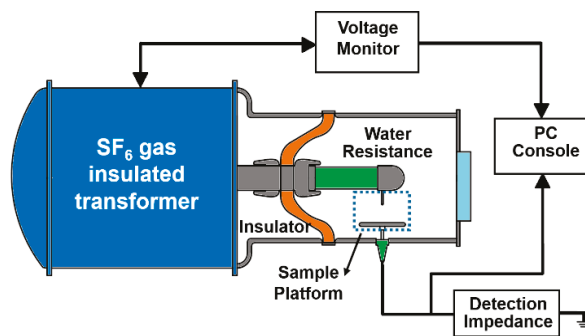 Voltage
Monitor
SF₆ gas
insulated
transformer
Water
Resistance
PC
Console
Insulator
Sample
Platform
Detection
Impedance